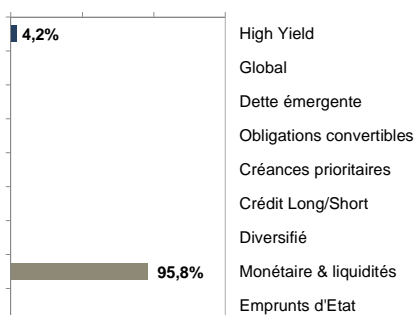 4,2% High Yield
Global
Dette émergente
Obligations convertibles
Créances prioritaires
Crédit Long/Short
Diversifié
95,8% Monétaire & liquidités
Emprunts d'Etat